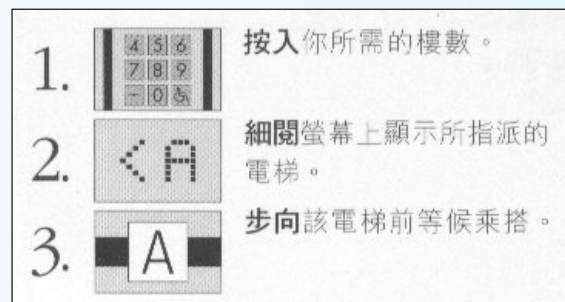 1.
4 5 6
7 8 9
- 0
按入你所需的樓數。
2.
< A
細閱螢幕上顯示所指派的
電梯。
3.
A
步向該電梯前等候乘搭。